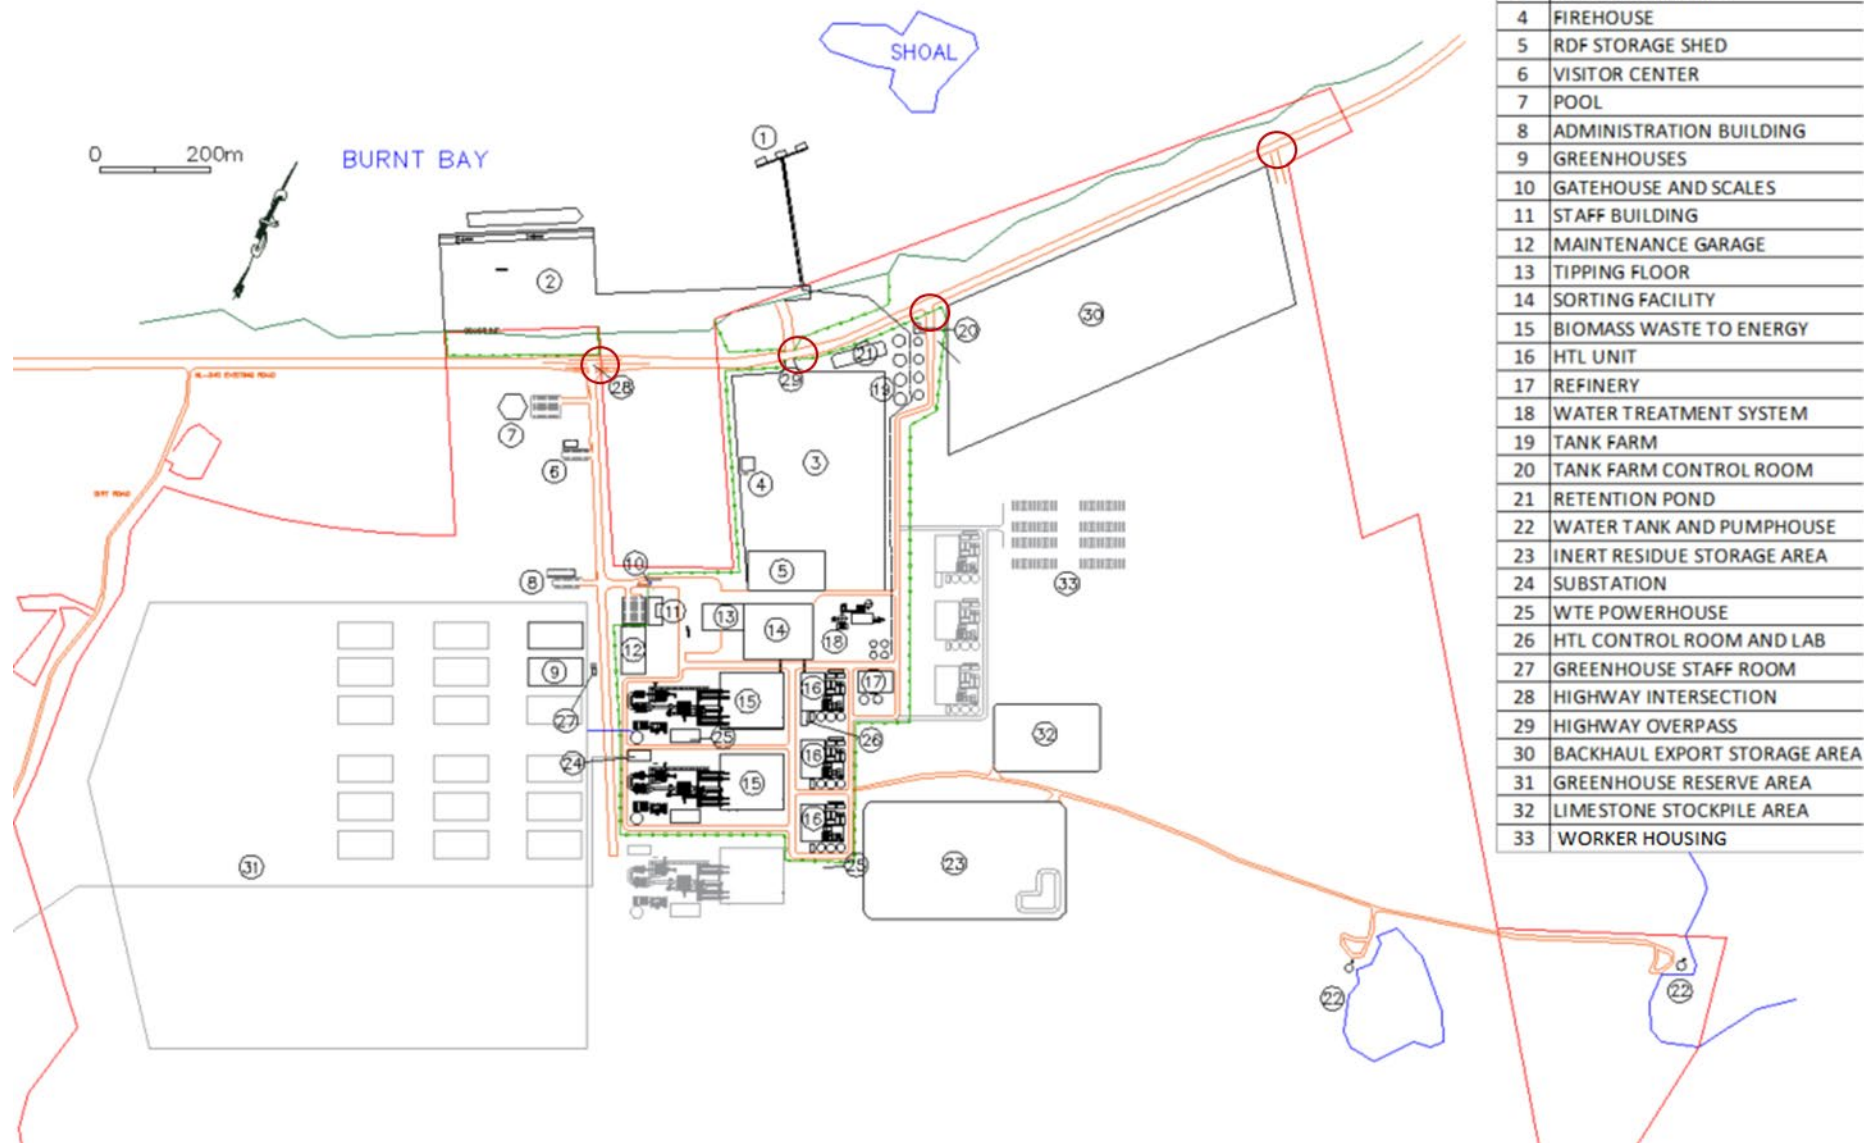 SHOAL
0 200m
BURNT BAY
1
2
30
20
21
29
19
28
7
6
3
4
10
5
8
33
11
13
14
18
12
9
17
16
15
27
25
26
24
16
15
32
16
31
25
23
22
22
4 FIREHOUSE
5 RDF STORAGE SHED
6 VISITOR CENTER
7 POOL
8 ADMINISTRATION BUILDING
9 GREENHOUSES
10 GATEHOUSE AND SCALES
11 STAFF BUILDING
12 MAINTENANCE GARAGE
13 TIPPING FLOOR
14 SORTING FACILITY
15 BIOMASS WASTE TO ENERGY
16 HTL UNIT
17 REFINERY
18 WATER TREATMENT SYSTEM
19 TANK FARM
20 TANK FARM CONTROL ROOM
21 RETENTION POND
22 WATER TANK AND PUMPHOUSE
23 INERT RESIDUE STORAGE AREA
24 SUBSTATION
25 WTE POWERHOUSE
26 HTL CONTROL ROOM AND LAB
27 GREENHOUSE STAFF ROOM
28 HIGHWAY INTERSECTION
29 HIGHWAY OVERPASS
30 BACKHAUL EXPORT STORAGE AREA
31 GREENHOUSE RESERVE AREA
32 LIMESTONE STOCKPILE AREA
33 WORKER HOUSING
EXISTING ROAD
DIRT ROAD